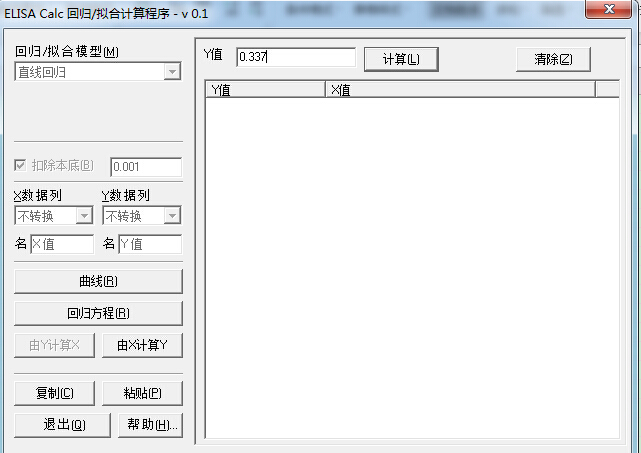 ELISA Calc 回归/拟合计算程序 - v 0.1
回归/拟合模型(M)
直线回归
扣除本底(B) 0.001
X数据列 Y数据列
不转换 不转换
名 X值 名 Y值
曲线(R)
回归方程(R)
由Y计算X 由X计算Y
复制(C) 粘贴(P)
退出(Q) 帮助(H)...
Y值 0.337 计算(L) 清除(Z)
Y值 X值